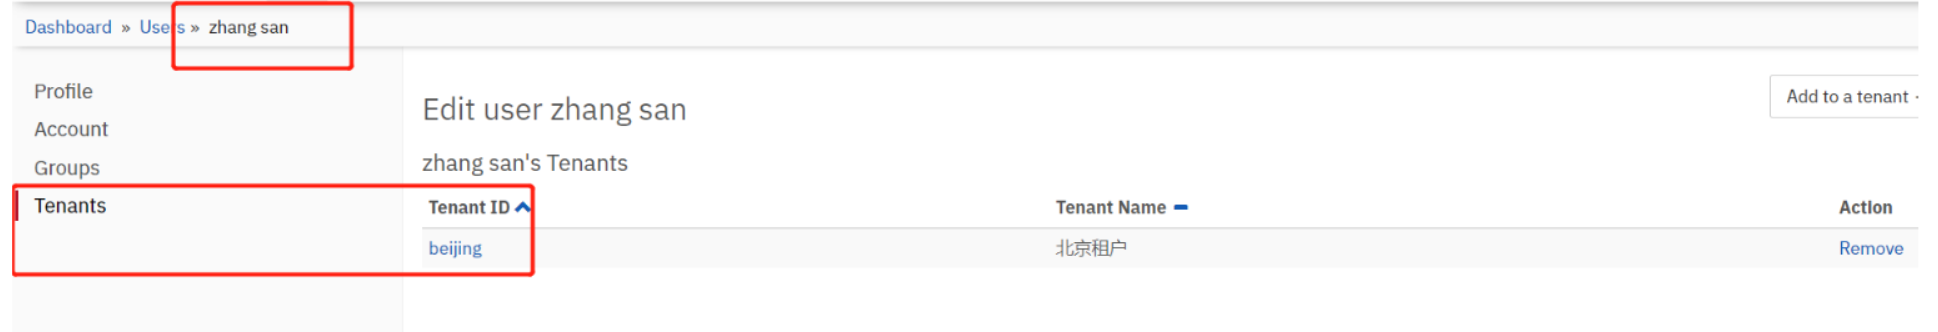 Dashboard » Users » zhang san
Profile
Account
Groups
Tenants
Edit user zhang san
Add to a tenant
zhang san's Tenants
Tenant ID Tenant Name Action
beijing 北京租户 Remove